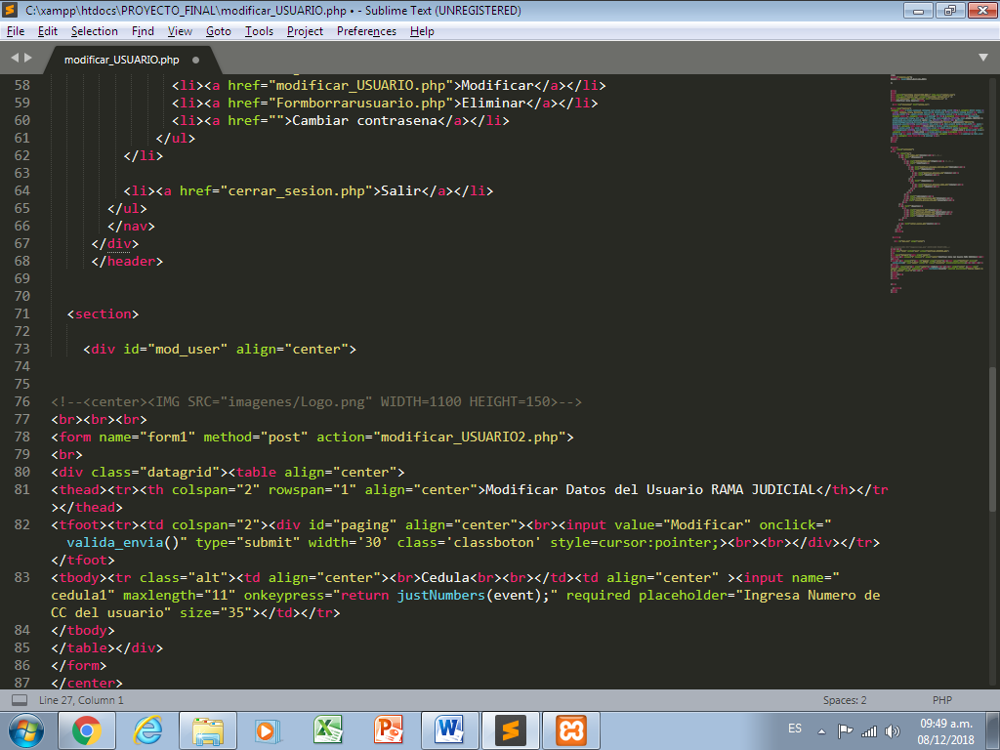 C:\xampp\htdocs\PROYECTO_FINAL\modificar_USUARIO.php • - Sublime Text (UNREGISTERED)
File Edit Selection Find View Goto Tools Project Preferences Help
modificar_USUARIO.php
58 <li><a href="modificar_USUARIO.php">Modificar</a></li>
59 <li><a href="Formborrarusuario.php">Eliminar</a></li>
60 <li><a href="">Cambiar contrasena</a></li>
61 </ul>
62 </li>
63
64 <li><a href="cerrar_sesion.php">Salir</a></li>
65 </ul>
66 </nav>
67 </div>
68 </header>
69
70
71 <section>
72
73 <div id="mod_user" align="center">
74
75
76 <!--<center><IMG SRC="imagenes/Logo.png" WIDTH=1100 HEIGHT=150>-->
77 <br><br><br>
78 <form name="form1" method="post" action="modificar_USUARIO2.php">
79 <br>
80 <div class="datagrid"><table align="center">
81 <thead><tr><th colspan="2" rowspan="1" align="center">Modificar Datos del Usuario RAMA JUDICIAL</th></tr
></thead>
82 <tfoot><tr><td colspan="2"><div id="paging" align="center"><br><input value="Modificar" onclick="
valida_envia()" type="submit" width='30' class='classboton' style=cursor:pointer;><br><br></div></tr>
</tfoot>
83 <tbody><tr class="alt"><td align="center"><br>Cedula<br><br></td><td align="center" ><input name="
cedula1" maxlength="11" onkeypress="return justNumbers(event);" required placeholder="Ingresa Numero de
CC del usuario" size="35"></td></tr>
84 </tbody>
85 </table></div>
86 </form>
87 </center>
Line 27, Column 1 Spaces: 2 PHP
ES
09:49 a.m.
08/12/2018